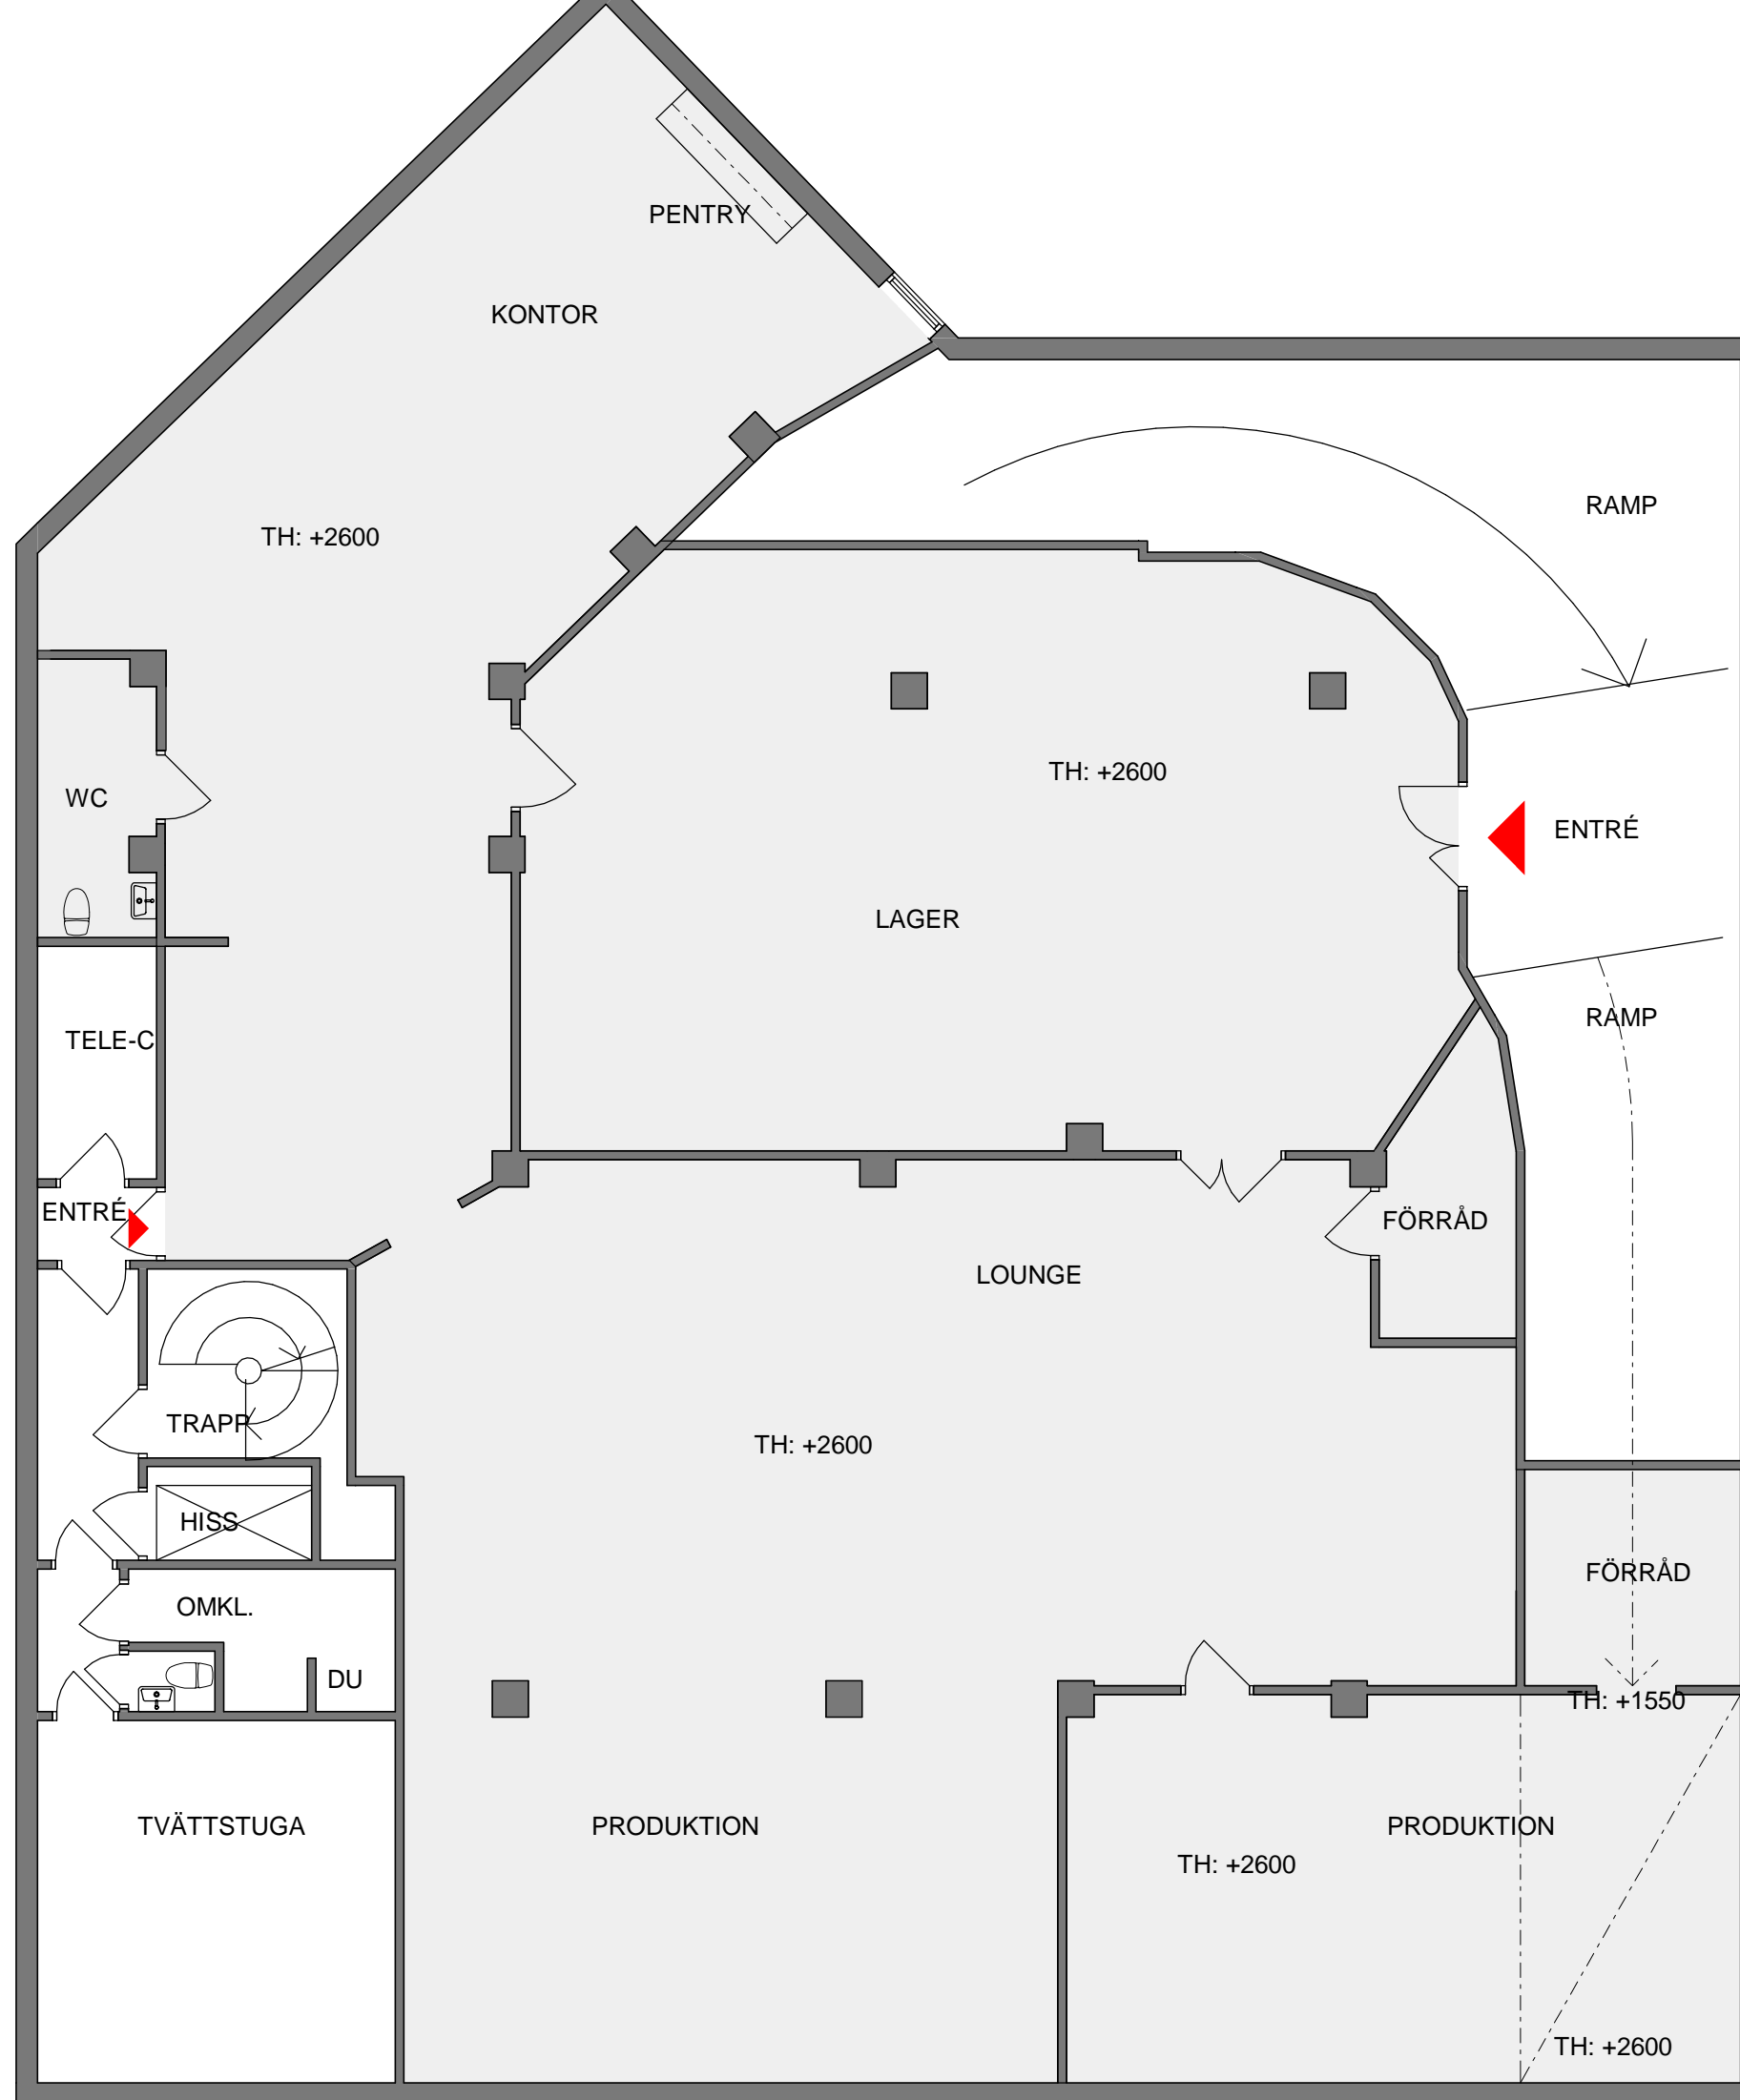 PENTRY
KONTOR
RAMP
TH: +2600
TH: +2600
WC
ENTRÉ
LAGER
RAMP
TELE-C
ENTRÉ
FÖRRÅD
LOUNGE
TRAPP
TH: +2600
HISS
FÖRRÅD
OMKL.
DU
TH: +1550
TVÄTTSTUGA
PRODUKTION
PRODUKTION
TH: +2600
TH: +2600